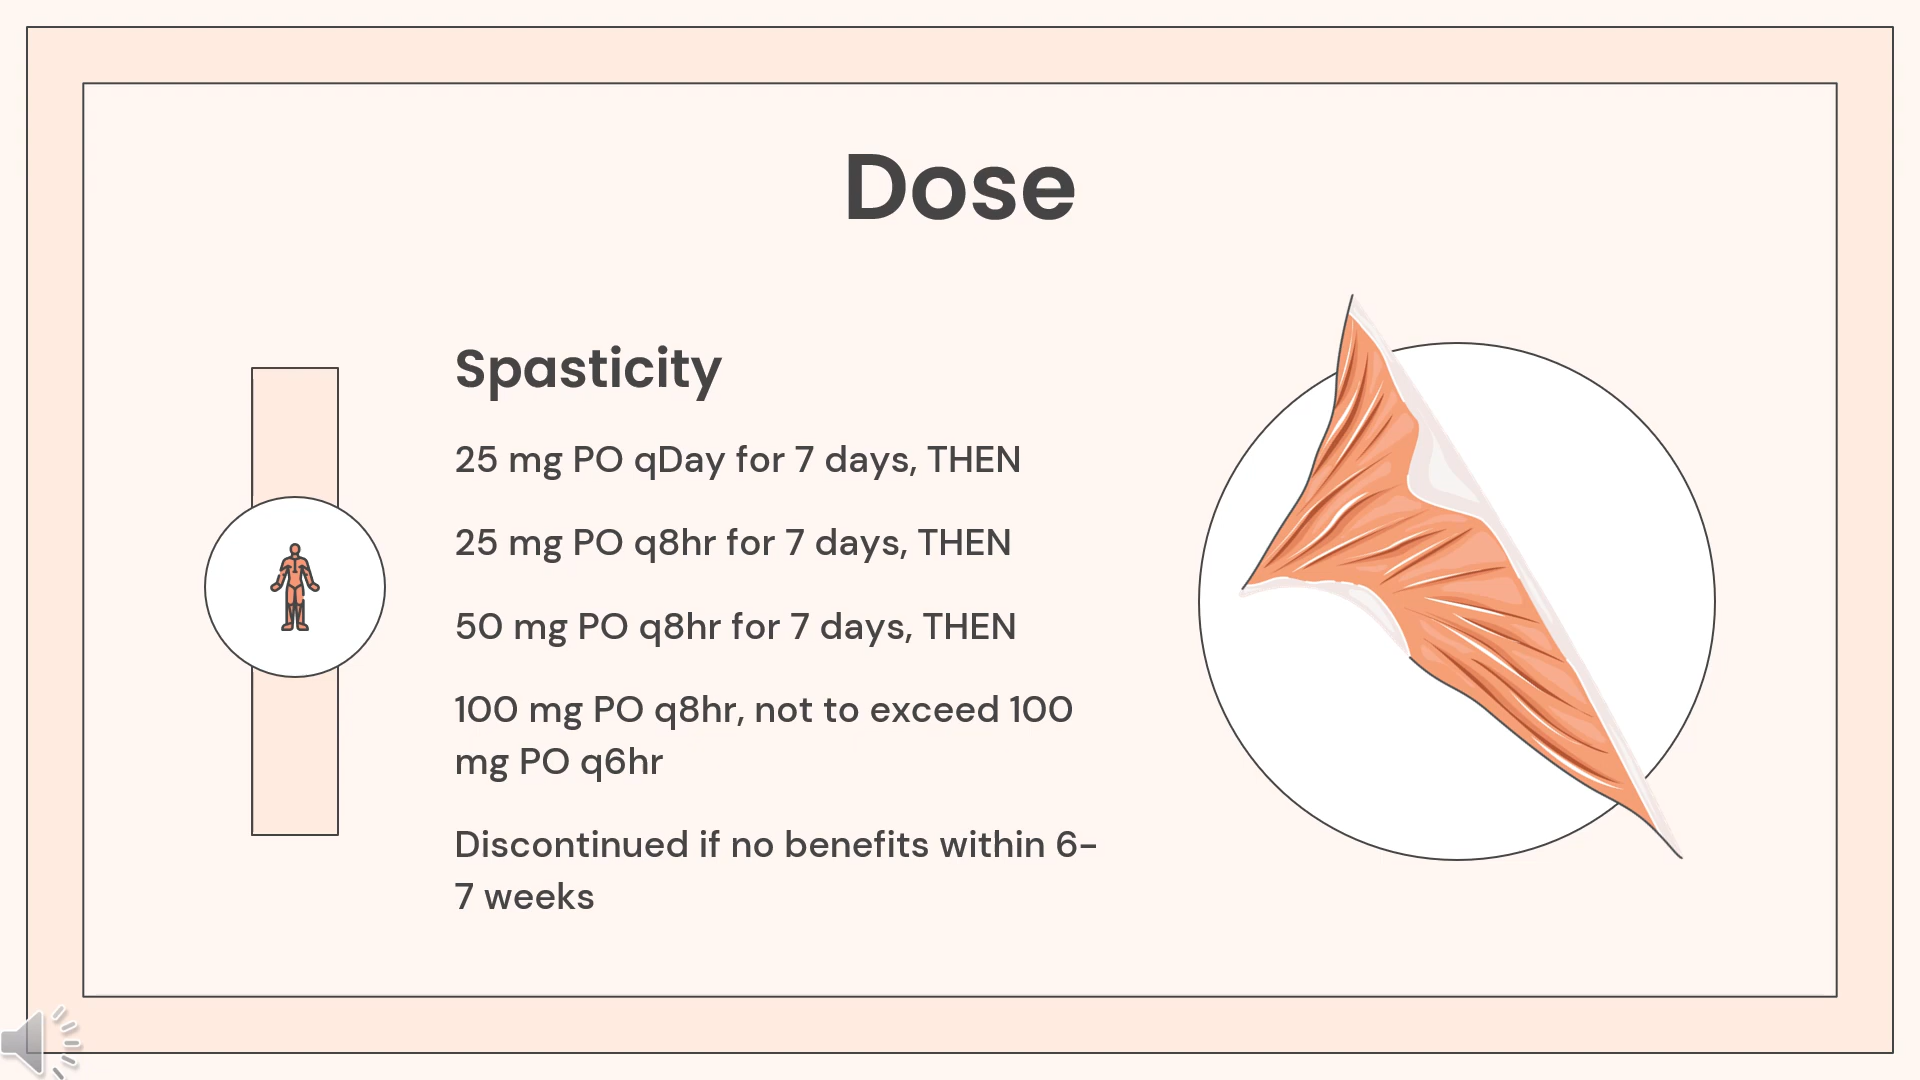 Dose
Spasticity
25 mg PO qDay for 7 days, THEN
25 mg PO q8hr for 7 days, THEN
50 mg PO q8hr for 7 days, THEN
100 mg PO q8hr, not to exceed 100
mg PO q6hr
Discontinued if no benefits within 6-
7 weeks